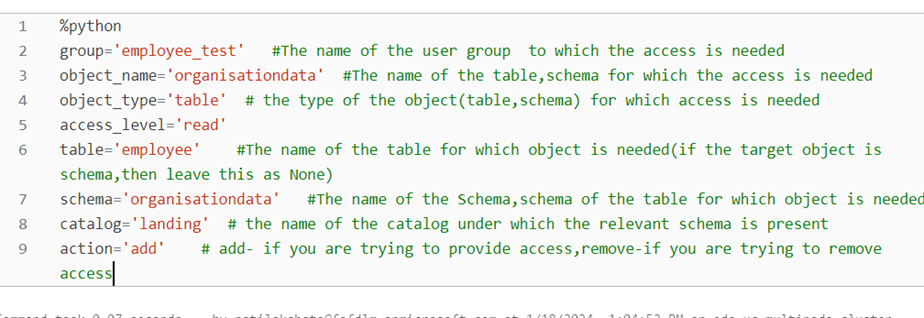 1 %python
2 group='employee_test' #The name of the user group to which the access is needed
3 object_name='organisationdata' #The name of the table,schema for which the access is needed
4 object_type='table' # the type of the object(table,schema) for which access is needed
5 access_level='read'
6 table='employee' #The name of the table for which object is needed(if the target object is
schema,then leave this as None)
7 schema='organisationdata' #The name of the Schema,schema of the table for which object is needed
8 catalog='landing' # the name of the catalog under which the relevant schema is present
9 action='add' # add- if you are trying to provide access,remove-if you are trying to remove
access